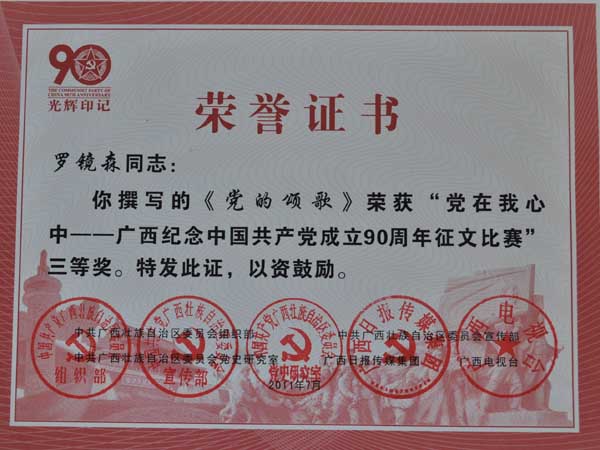 90
THE COMMUNIST PARTY OF
CHINA 90TH ANNIVERSARY
光辉印记
荣誉证书
罗镜森同志：
你撰写的《党的颂歌》荣获“党在我心
中——广西纪念中国共产党成立90周年征文比赛”
三等奖。特发此证，以资鼓励。
中共广西壮族自治区委员会组织部 中共广西壮族自治区委员会宣传部
中共广西壮族自治区委员会党史研究室 广西日报传媒集团 广西电视台
2011年7月
组织部
宣传部
党史研究室